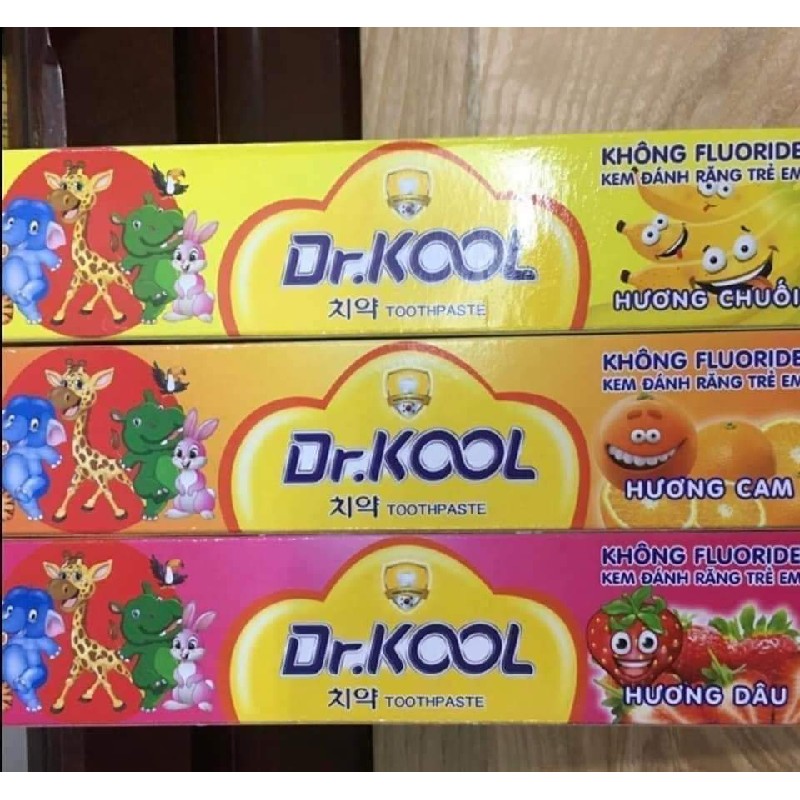 KHÔNG FLUORIDE
KEM ĐÁNH RĂNG TRẺ EM
Dr.KOOL
치약 TOOTHPASTE
HƯƠNG CHUỐI
KHÔNG FLUORIDE
KEM ĐÁNH RĂNG TRẺ EM
Dr.KOOL
치약 TOOTHPASTE
HƯƠNG CAM
KHÔNG FLUORIDE
KEM ĐÁNH RĂNG TRẺ EM
Dr.KOOL
치약 TOOTHPASTE
HƯƠNG DÂU